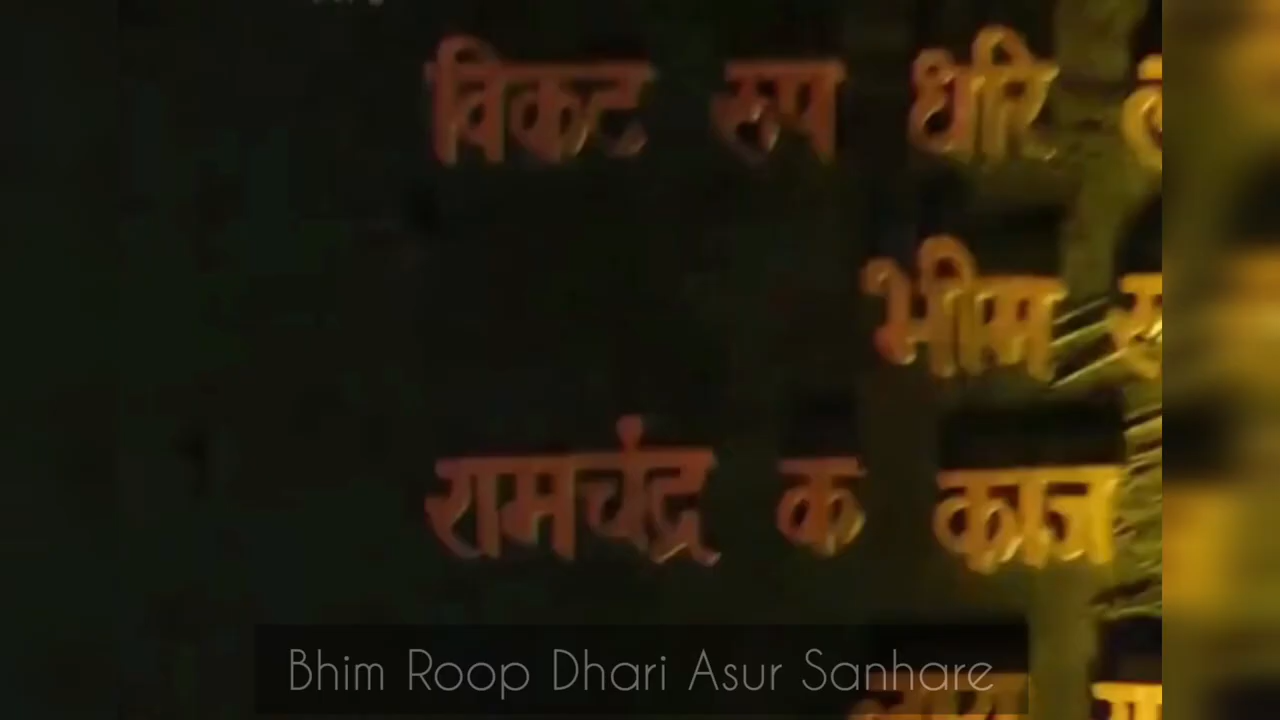 विकट रुप धरि
भीम
रामचंद्र क काज
Bhim Roop Dhari Asur Sanhare